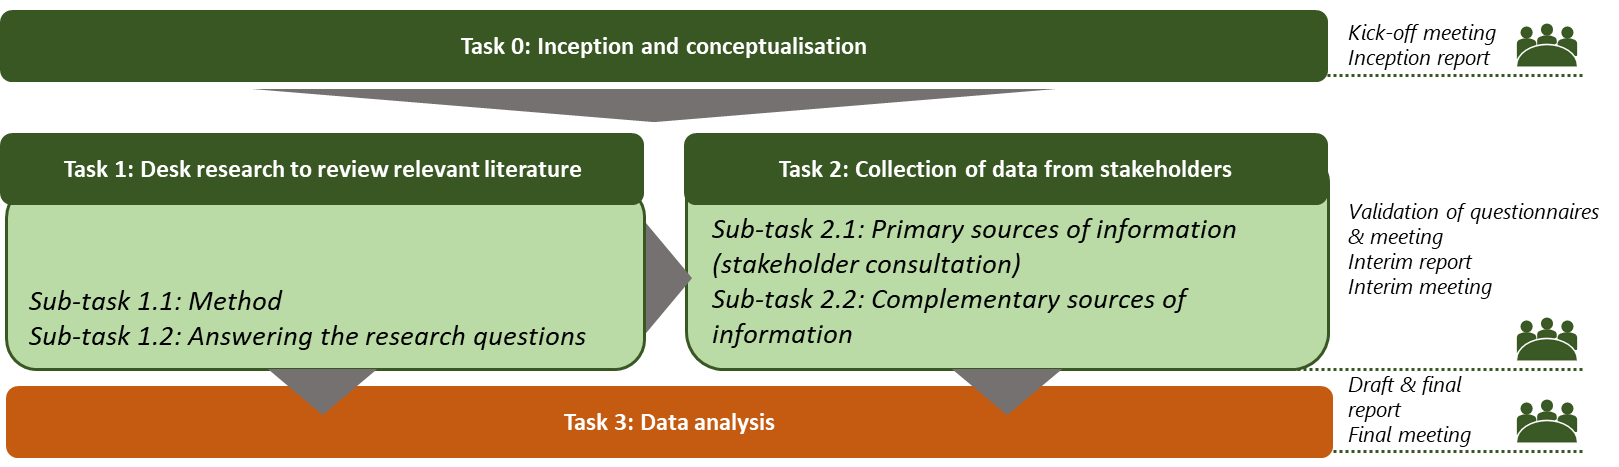 Task 0: Inception and conceptualisation
Kick-off meeting
Inception report
Task 1: Desk research to review relevant literature
Sub-task 1.1: Method
Sub-task 1.2: Answering the research questions
Task 2: Collection of data from stakeholders
Sub-task 2.1: Primary sources of information
(stakeholder consultation)
Sub-task 2.2: Complementary sources of
information
Validation of questionnaires
& meeting
Interim report
Interim meeting
Task 3: Data analysis
Draft & final
report
Final meeting